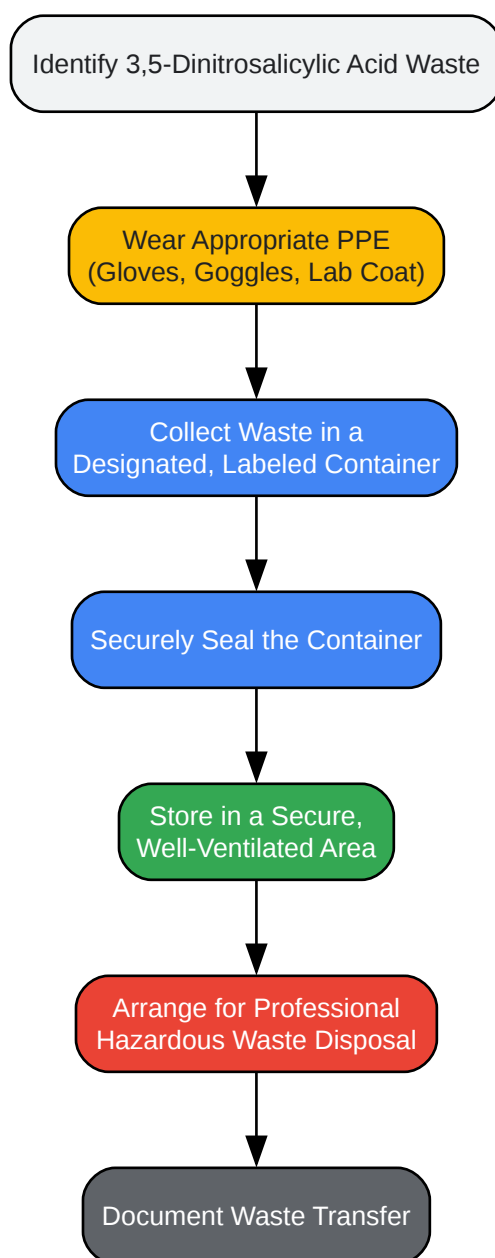 Identify 3,5-Dinitrosalicylic Acid Waste
Wear Appropriate PPE
(Gloves, Goggles, Lab Coat)
Collect Waste in a
Designated, Labeled Container
Securely Seal the Container
Store in a Secure,
Well-Ventilated Area
Arrange for Professional
Hazardous Waste Disposal
Document Waste Transfer